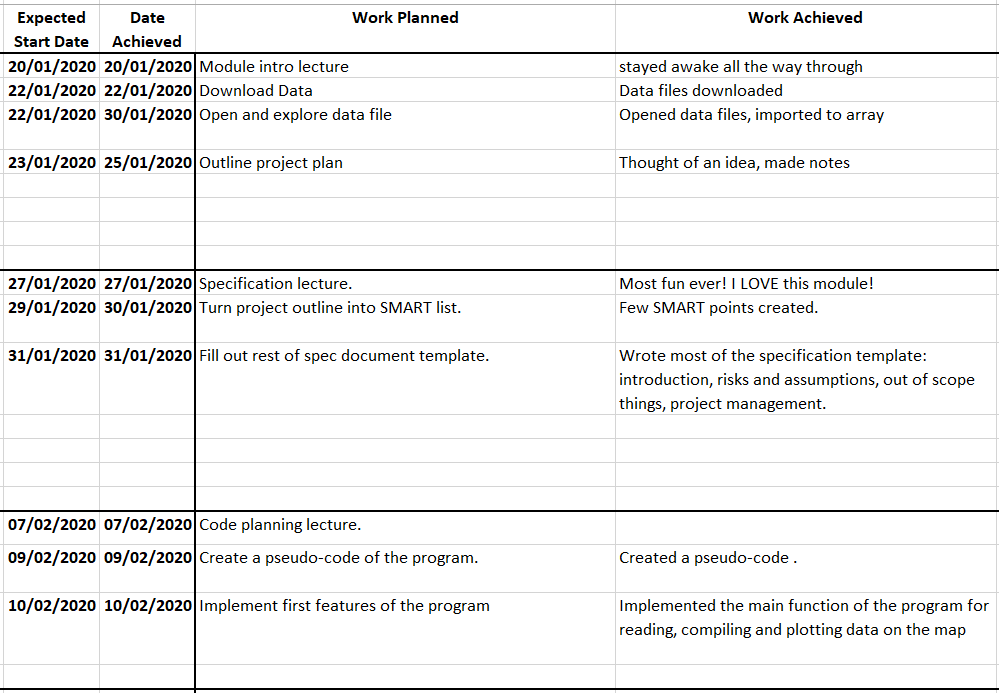 Expected Date Work Planned Work Achieved
Start Date Achieved
20/01/2020 20/01/2020 Module intro lecture stayed awake all the way through
22/01/2020 22/01/2020 Download Data Data files downloaded
22/01/2020 30/01/2020 Open and explore data file Opened data files, imported to array
23/01/2020 25/01/2020 Outline project plan Thought of an idea, made notes
27/01/2020 27/01/2020 Specification lecture. Most fun ever! I LOVE this module!
29/01/2020 30/01/2020 Turn project outline into SMART list. Few SMART points created.
31/01/2020 31/01/2020 Fill out rest of spec document template. Wrote most of the specification template:
introduction, risks and assumptions, out of scope
things, project management.
07/02/2020 07/02/2020 Code planning lecture.
09/02/2020 09/02/2020 Create a pseudo-code of the program. Created a pseudo-code .
10/02/2020 10/02/2020 Implement first features of the program Implemented the main function of the program for
reading, compiling and plotting data on the map